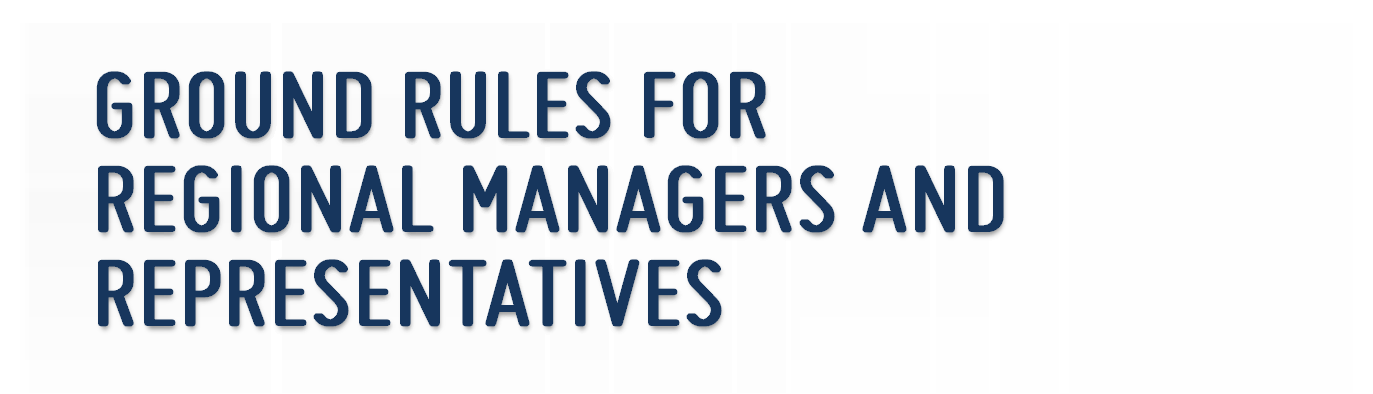 GROUND RULES FOR
REGIONAL MANAGERS AND
REPRESENTATIVES